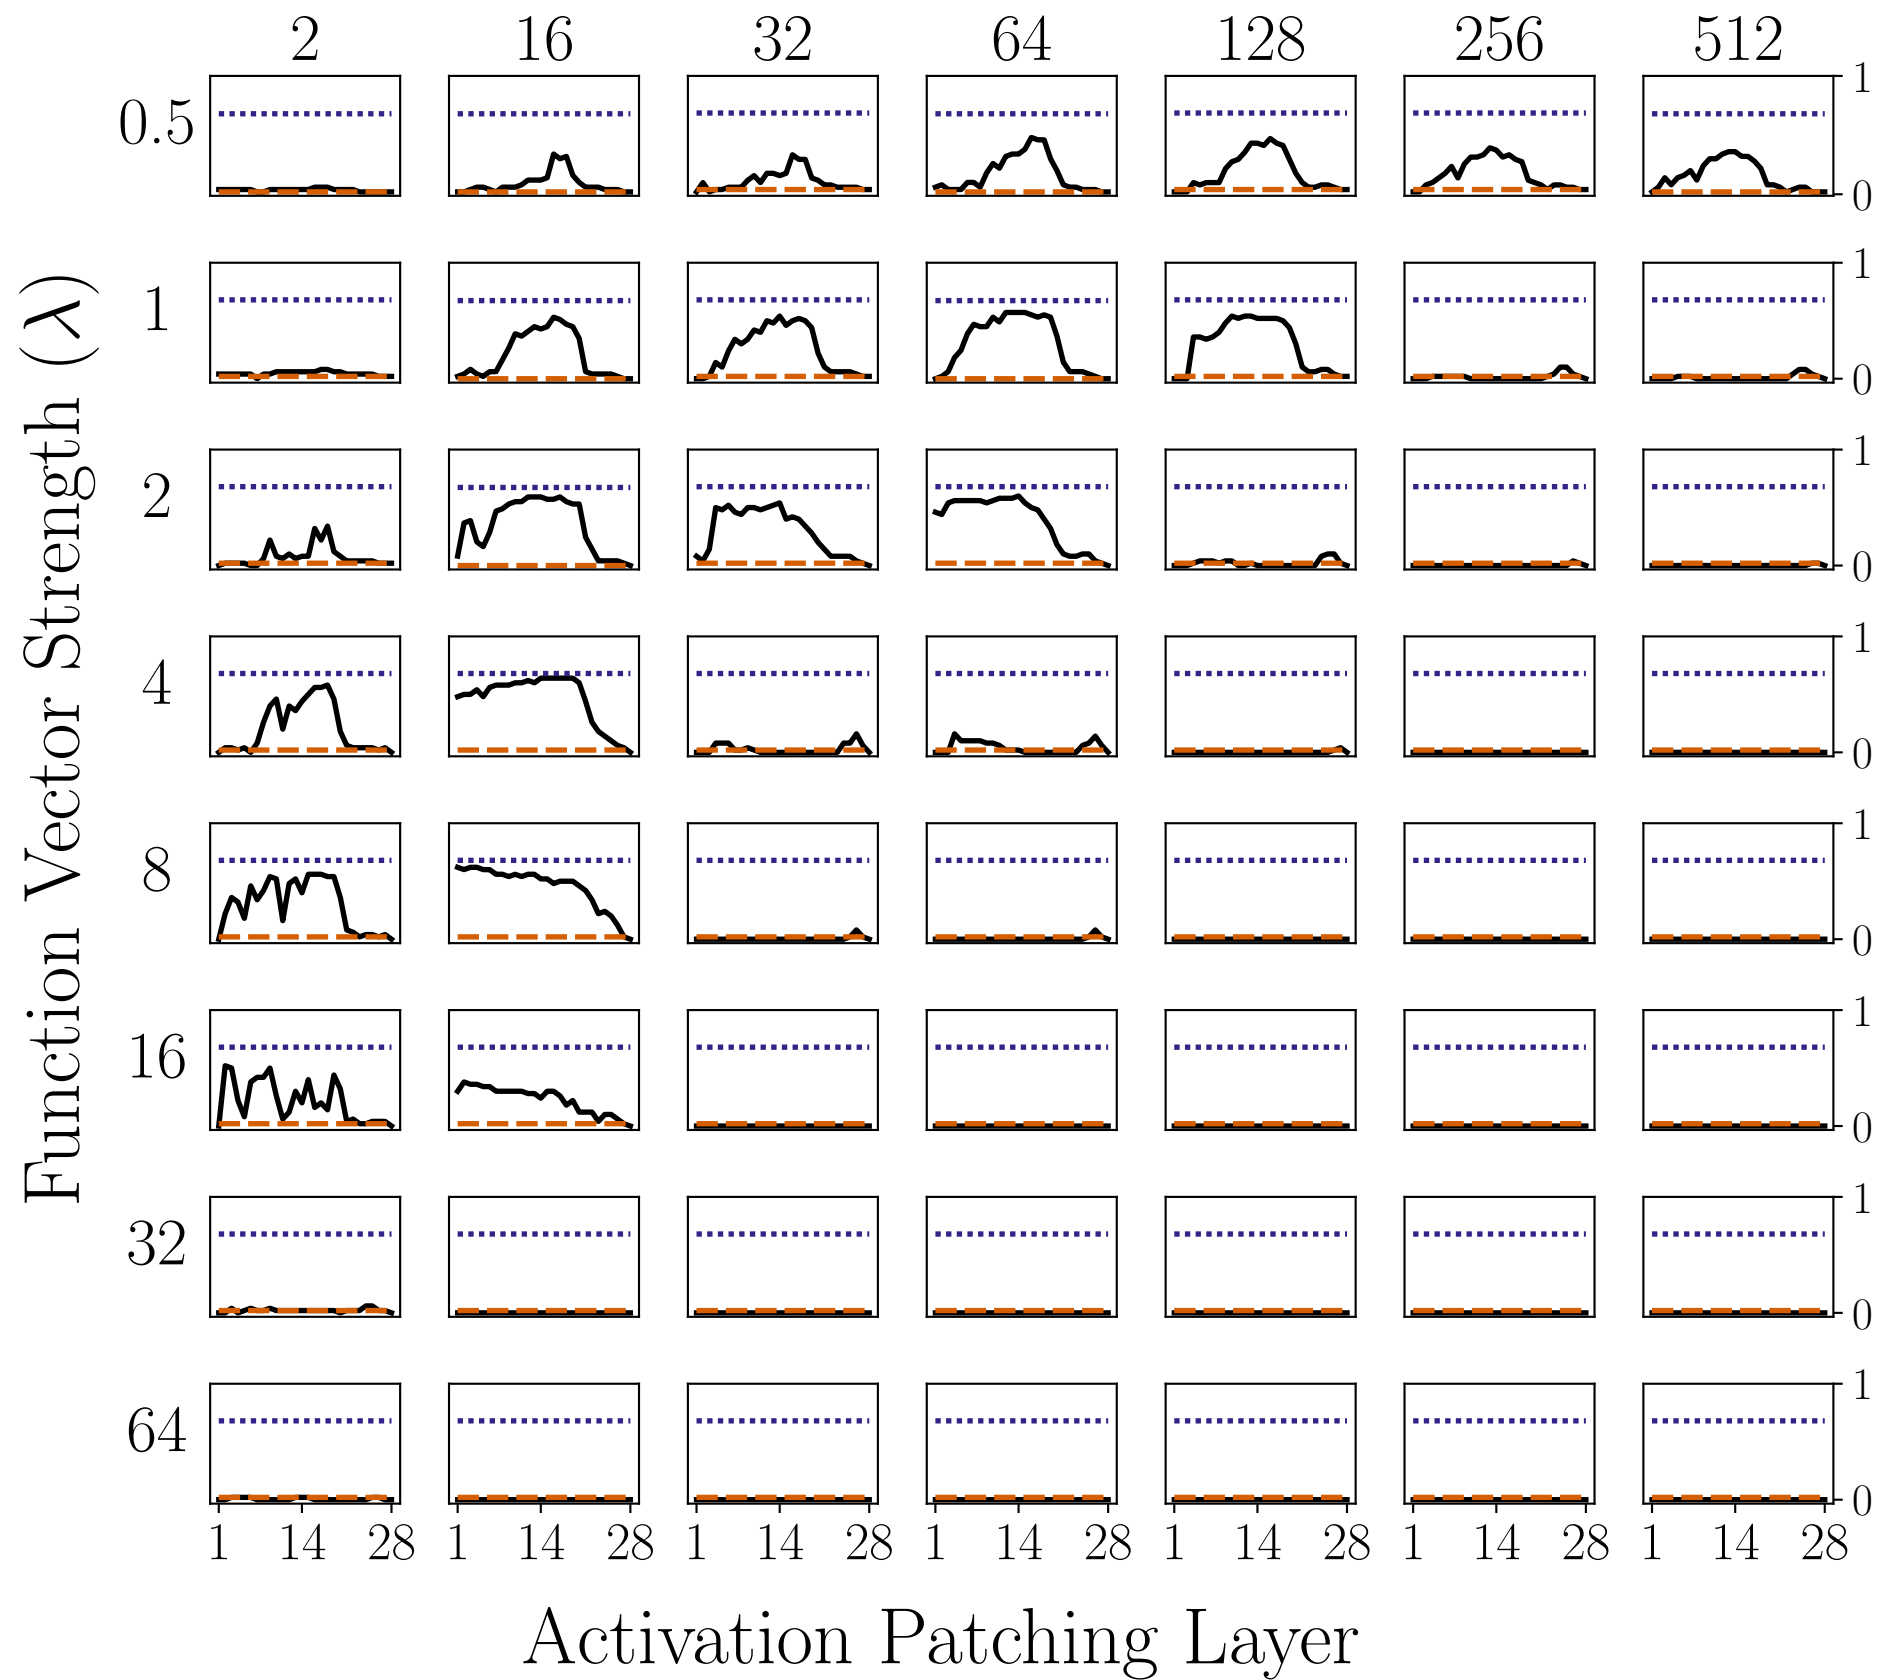 2 16 32 64 128 256 512
0.5 1 0
1 1 0
2 1 0
4 1 0
8 1 0
16 1 0
32 1 0
64 1 0
1 14 28 1 14 28 1 14 28 1 14 28 1 14 28 1 14 28 1 14 28
Function Vector Strength (λ)
Activation Patching Layer